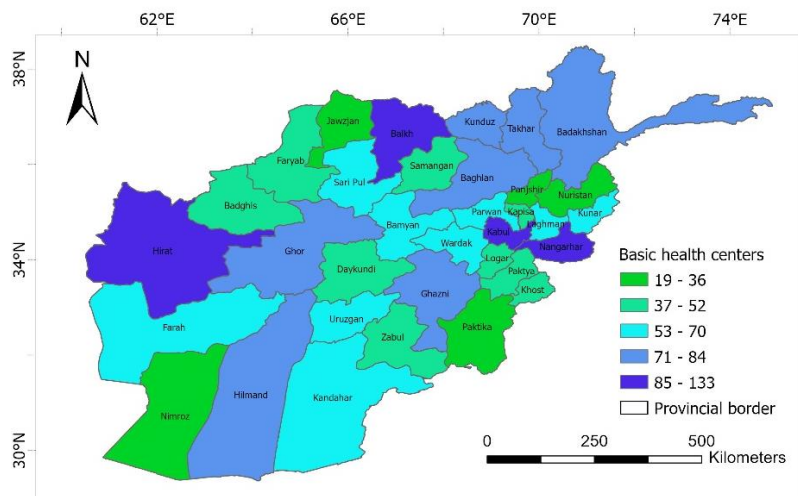 62°E 66°E 70°E 74°E
38°N
34°N
30°N
N
Jawzjan
Balkh
Kunduz
Takhar
Badakhshan
Faryab
Samangan
Sari Pul
Baghlan
Panjshir
Nuristan
Badghis
Bamyan
Parwan
Kapisa
Laghman
Kunar
Hirat
Ghor
Wardak
Kabul
Nangarhar
Daykundi
Logar
Paktya
Khost
Ghazni
Farah
Uruzgan
Zabul
Paktika
Nimroz
Hilmand
Kandahar
Basic health centers
19 - 36
37 - 52
53 - 70
71 - 84
85 - 133
Provincial border
0 250 500
Kilometers